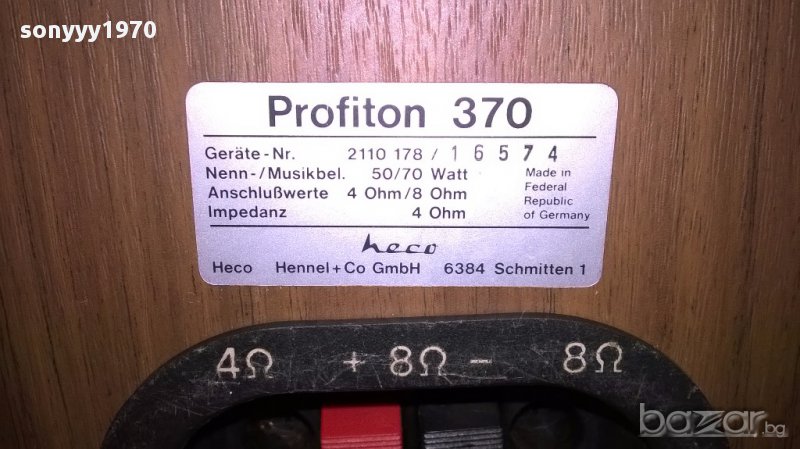 sonyyy1970
Profiton 370
Geräte-Nr. 2110 178 / 16574
Nenn-/Musikbel. 50/70 Watt
Anschlußwerte 4 Ohm/8 Ohm
Impedanz 4 Ohm
Made in
Federal
Republic
of Germany
heco
Heco Hennel+Co GmbH 6384 Schmitten 1
4Ω + 8Ω - 8Ω
bazar.bg